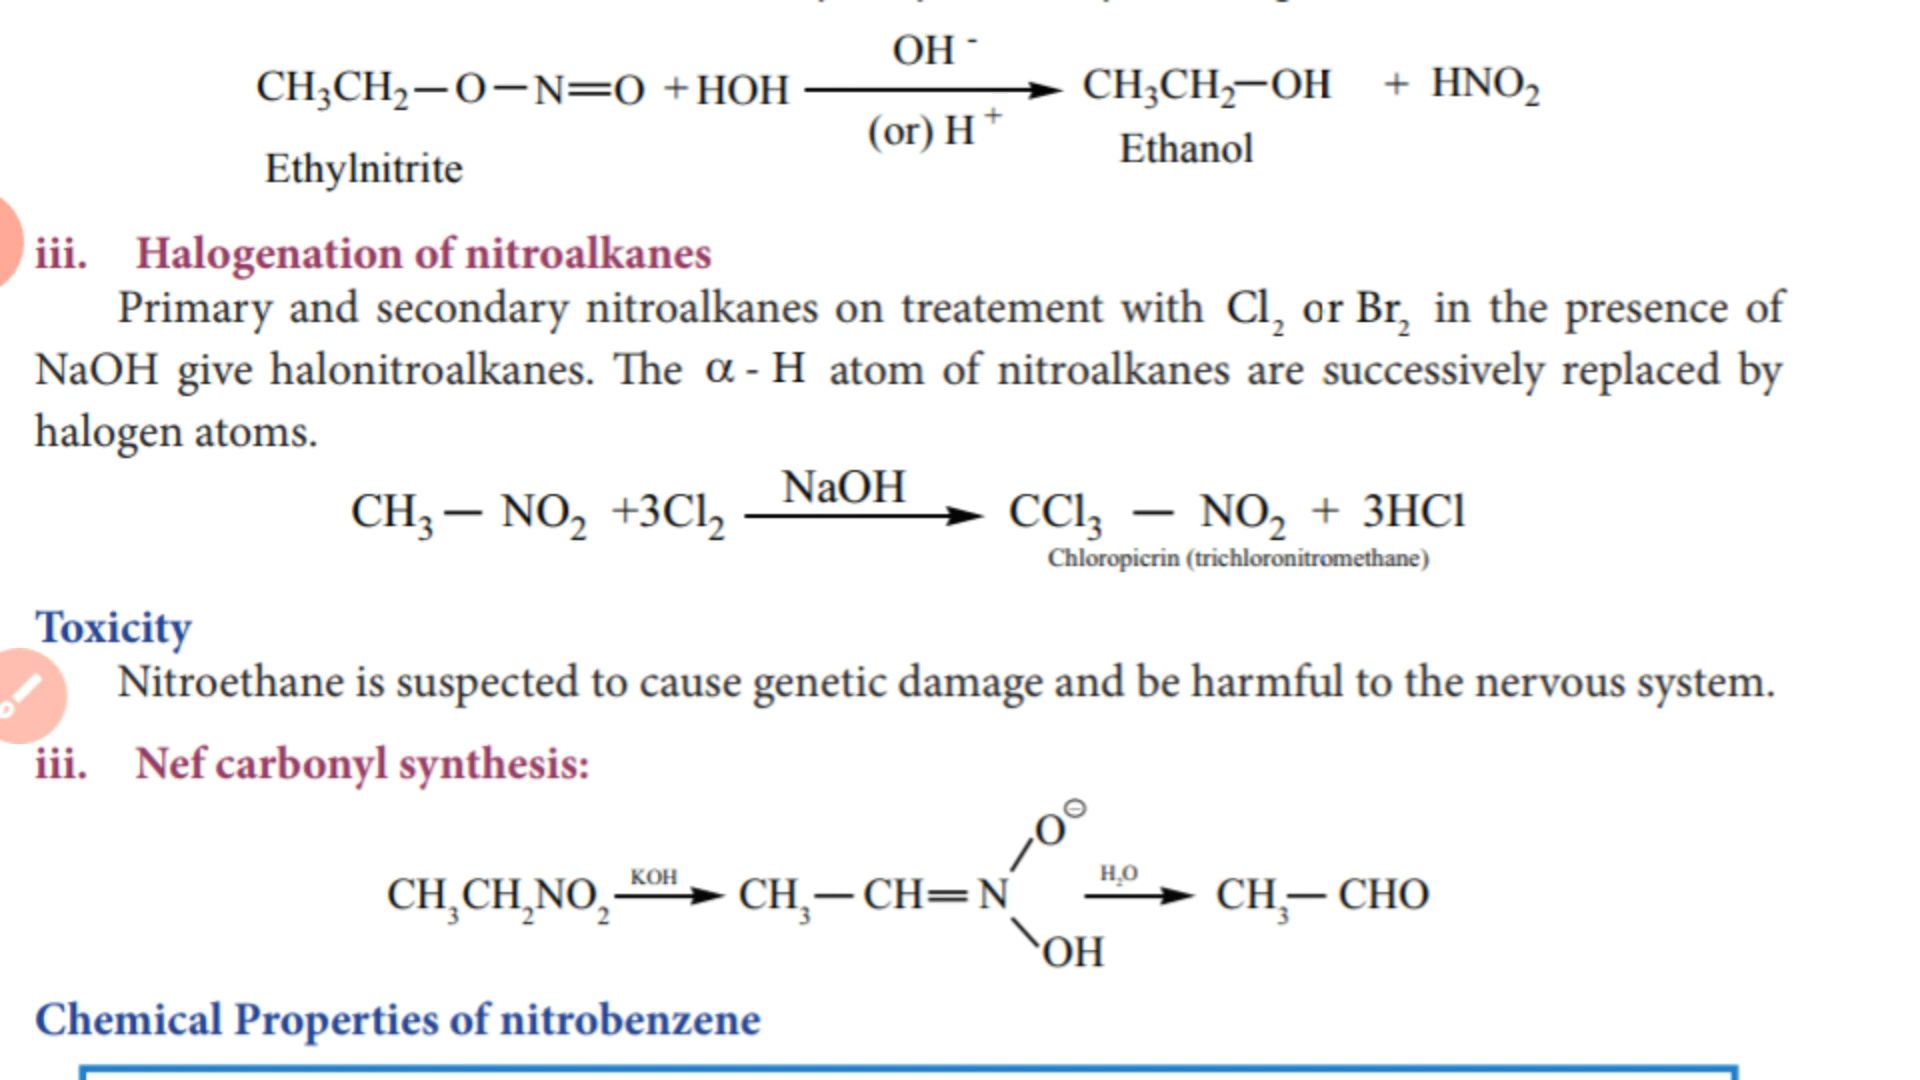 OH -
CH₃CH₂—O—N=O + HOH ⟶ CH₃CH₂—OH + HNO₂
(or) H +
Ethylnitrite Ethanol
iii. Halogenation of nitroalkanes
Primary and secondary nitroalkanes on treatement with Cl₂ or Br₂ in the presence of
NaOH give halonitroalkanes. The α - H atom of nitroalkanes are successively replaced by
halogen atoms.
NaOH
CH₃ — NO₂ +3Cl₂ ⟶ CCl₃ — NO₂ + 3HCl
Chloropicrin (trichloronitromethane)
Toxicity
Nitroethane is suspected to cause genetic damage and be harmful to the nervous system.
iii. Nef carbonyl synthesis:
O⊖
KOH H₂O
CH₃CH₂NO₂ ⟶ CH₃—CH=N ⟶ CH₃—CHO
OH
Chemical Properties of nitrobenzene